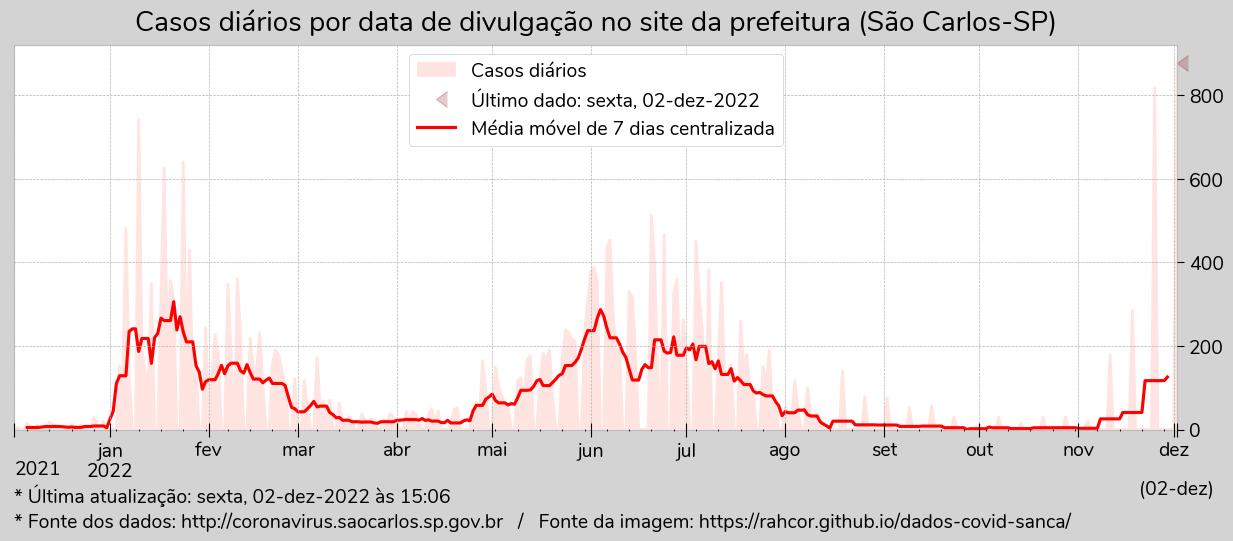 Casos diários por data de divulgação no site da prefeitura (São Carlos-SP)
Casos diários
Último dado: sexta, 02-dez-2022
Média móvel de 7 dias centralizada
800
600
400
200
0
jan fev mar abr mai jun jul ago set out nov dez
2021 2022
(02-dez)
* Última atualização: sexta, 02-dez-2022 às 15:06
* Fonte dos dados: http://coronavirus.saocarlos.sp.gov.br / Fonte da imagem: https://rahcor.github.io/dados-covid-sanca/